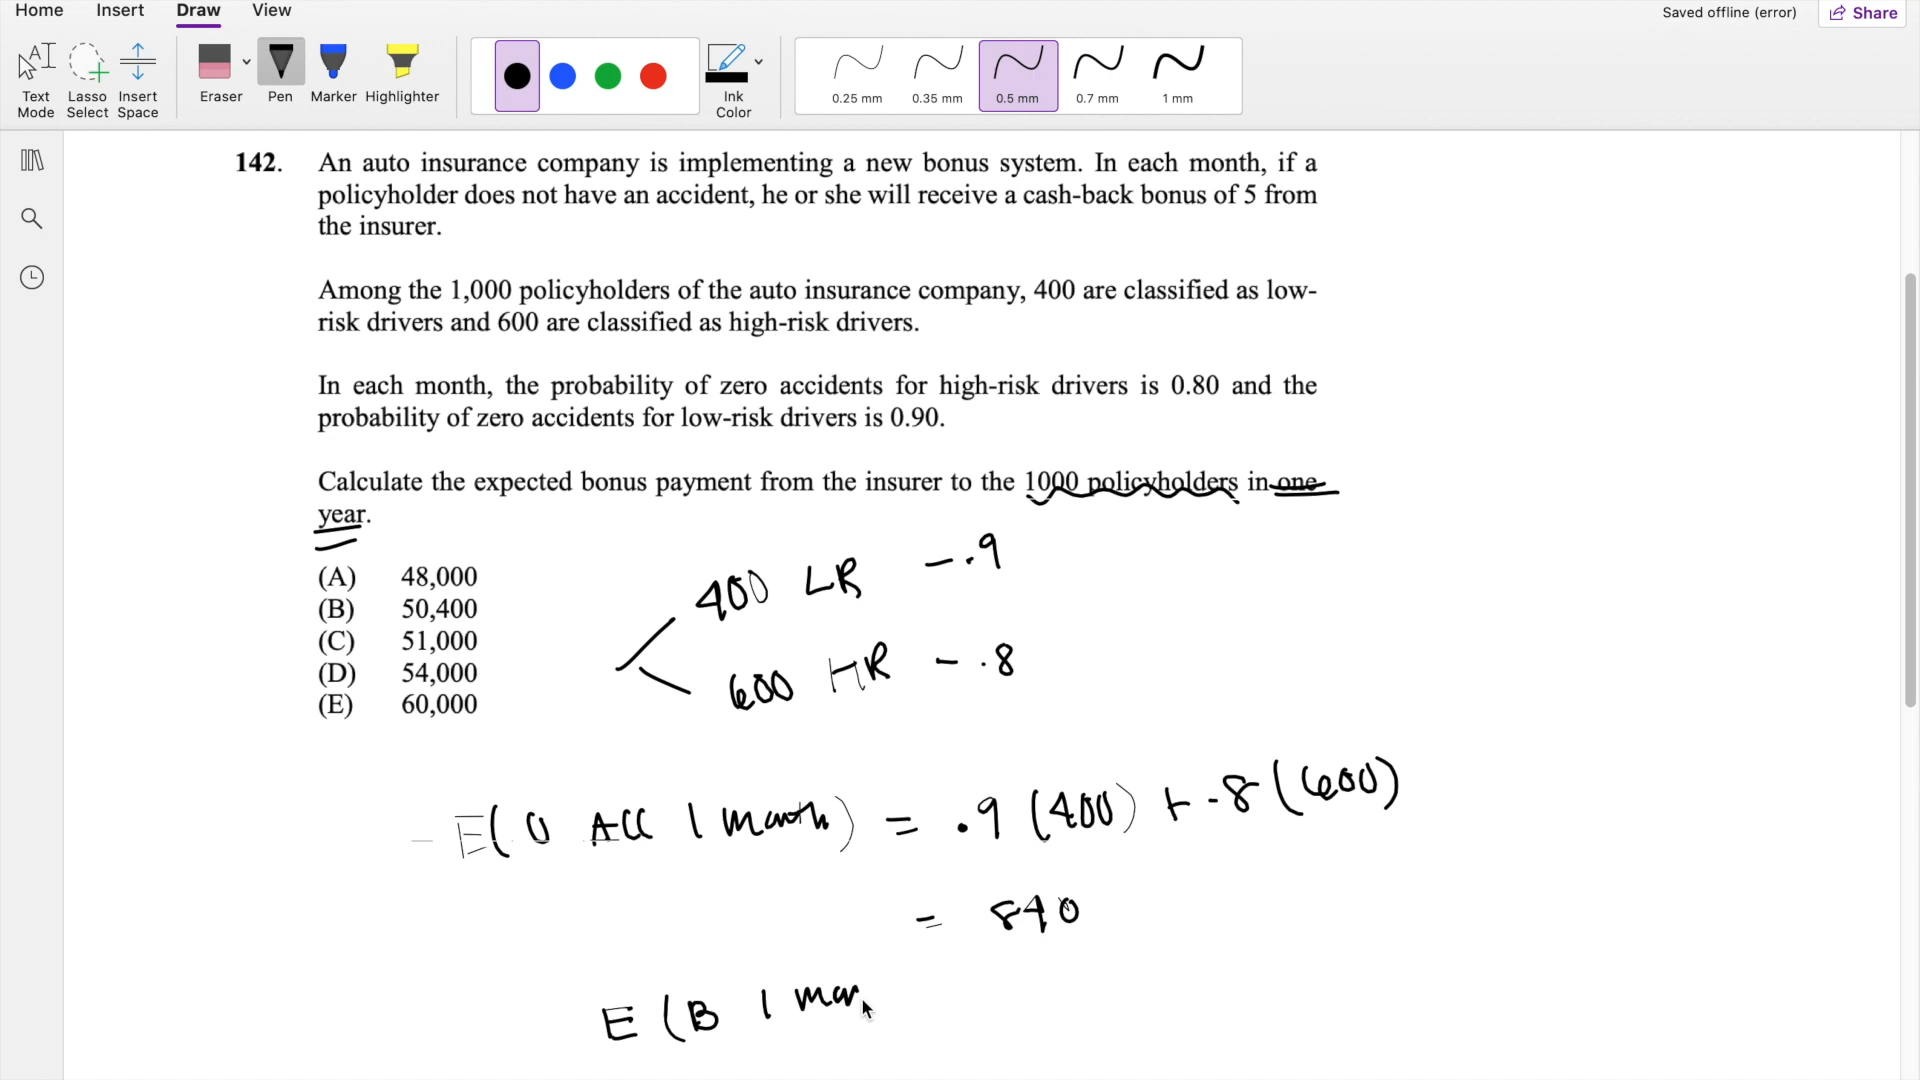 Home Insert Draw View Saved offline (error) Share
Text Mode Lasso Select Insert Space Eraser Pen Marker Highlighter Ink Color 0.25 mm 0.35 mm 0.5 mm 0.7 mm 1 mm
142. An auto insurance company is implementing a new bonus system. In each month, if a
policyholder does not have an accident, he or she will receive a cash-back bonus of 5 from
the insurer.
Among the 1,000 policyholders of the auto insurance company, 400 are classified as low-
risk drivers and 600 are classified as high-risk drivers.
In each month, the probability of zero accidents for high-risk drivers is 0.80 and the
probability of zero accidents for low-risk drivers is 0.90.
Calculate the expected bonus payment from the insurer to the 1000 policyholders in one
year.
(A) 48,000
(B) 50,400
(C) 51,000
(D) 54,000
(E) 60,000
400 LR - .9
600 HR - .8
E( 0 ACC 1 month) = .9 (400) + .8 (600)
= 840
E (B 1 mon